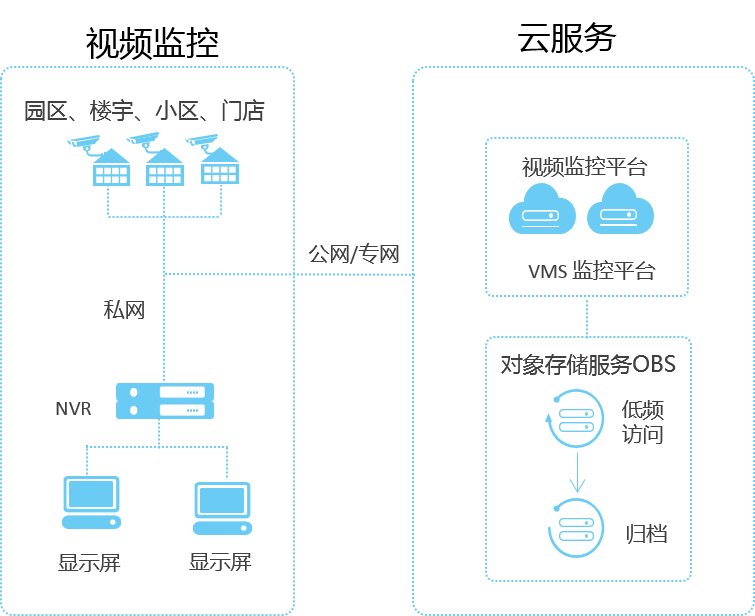 视频监控
云服务
园区、楼宇、小区、门店
公网/专网
私网
NVR
显示屏
显示屏
视频监控平台
VMS 监控平台
对象存储服务OBS
低频
访问
归档